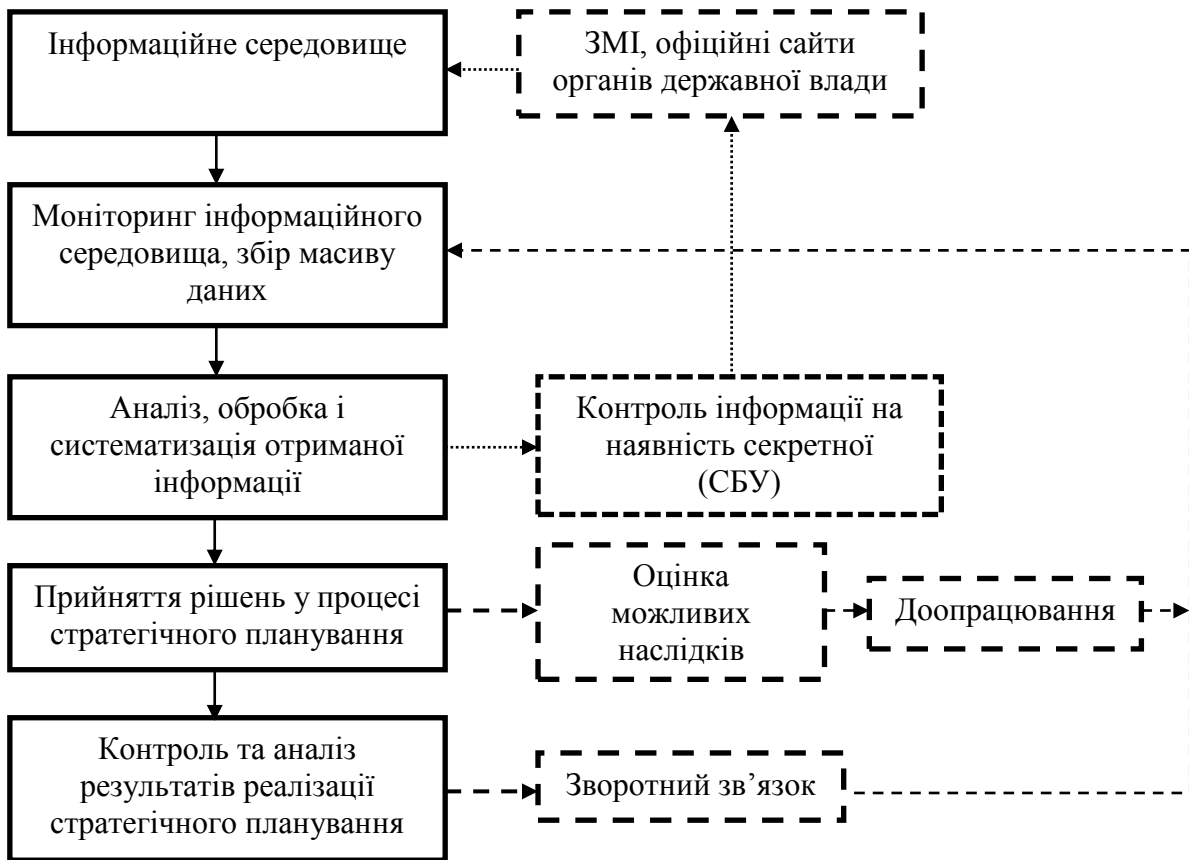 Інформаційне середовище
ЗМІ, офіційні сайти
органів державної влади
Моніторинг інформаційного
середовища, збір масиву
даних
Аналіз, обробка і
систематизація отриманої
інформації
Контроль інформації на
наявність секретної
(СБУ)
Прийняття рішень у процесі
стратегічного планування
Оцінка
можливих
наслідків
Доопрацювання
Контроль та аналіз
результатів реалізації
стратегічного планування
Зворотний зв’язок